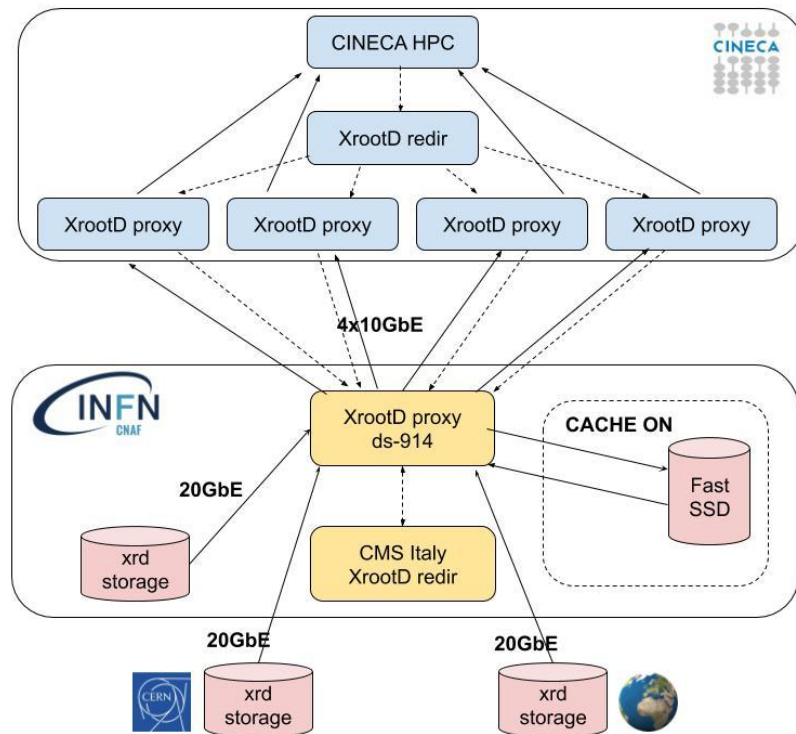 CINECA HPC
CINECA
XrootD redir
XrootD proxy
XrootD proxy
XrootD proxy
XrootD proxy
4x10GbE
INFN
CNAF
XrootD proxy
ds-914
CACHE ON
Fast
SSD
20GbE
xrd
storage
CMS Italy
XrootD redir
20GbE
20GbE
CERN
xrd
storage
xrd
storage